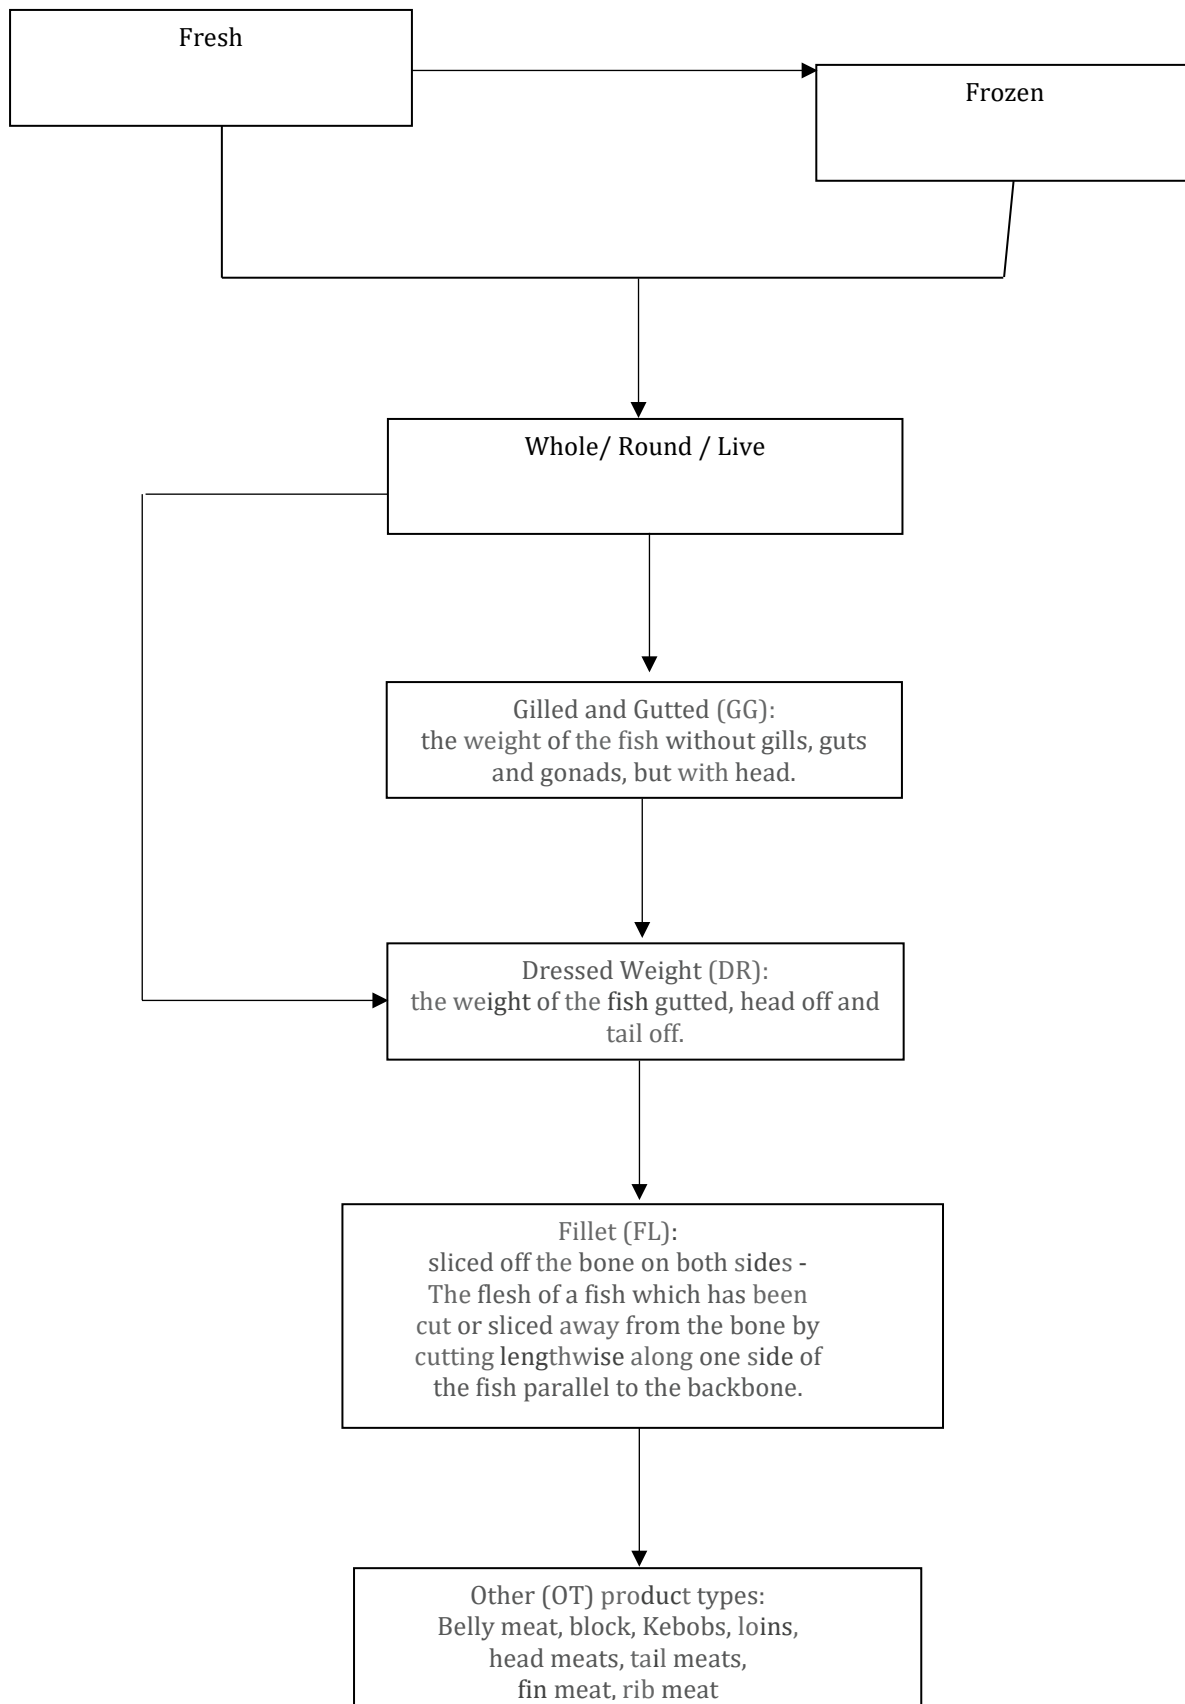 Fresh
Frozen
Whole/ Round / Live
Gilled and Gutted (GG):
the weight of the fish without gills, guts
and gonads, but with head.
Dressed Weight (DR):
the weight of the fish gutted, head off and
tail off.
Fillet (FL):
sliced off the bone on both sides -
The flesh of a fish which has been
cut or sliced away from the bone by
cutting lengthwise along one side of
the fish parallel to the backbone.
Other (OT) product types:
Belly meat, block, Kebobs, loins,
head meats, tail meats,
fin meat, rib meat